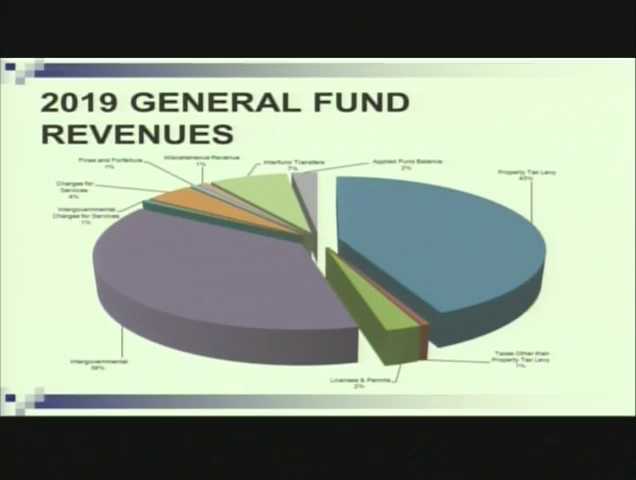 2019 GENERAL FUND
REVENUES
Fines and Forfeiture
1%
Miscellaneous Revenue
1%
Interfund Transfers
7%
Applied Fund Balance
2%
Property Tax Levy
43%
Charges for
Services
4%
Intergovernmental
Charges for Services
1%
Intergovernmental
38%
Licenses & Permits
2%
Taxes Other than
Property Tax Levy
1%